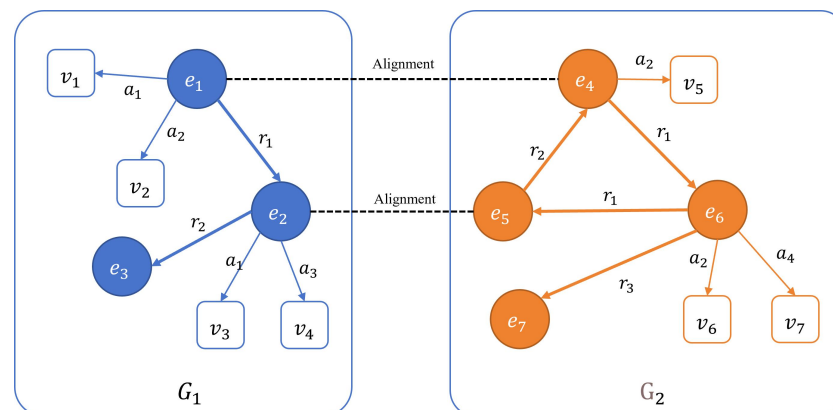 v₁
a₁
e₁
Alignment
e₄
a₂
v₅
a₂
r₁
r₂
r₁
v₂
e₂
Alignment
e₅
r₁
e₆
r₂
e₃
a₁
a₃
a₂
a₄
r₃
v₃
v₄
e₇
v₆
v₇
G₁
G₂